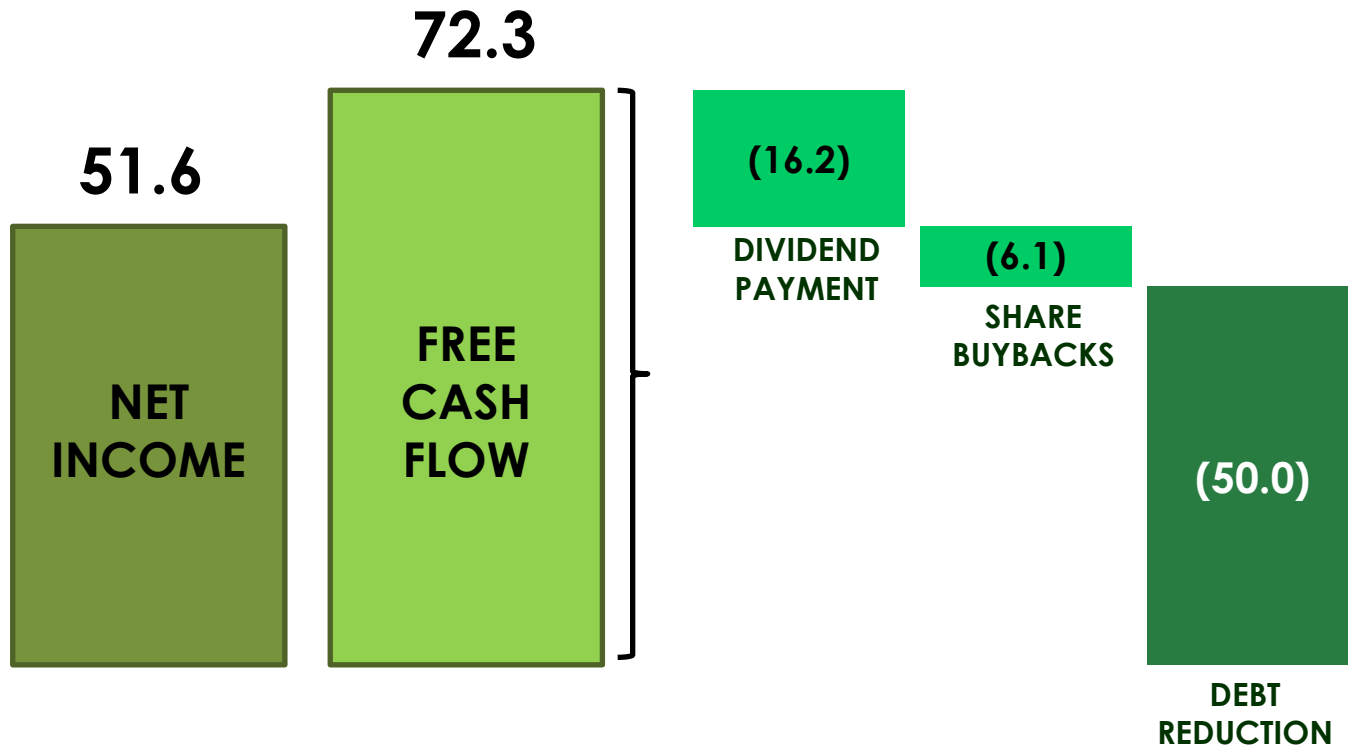 51.6
NET
INCOME
72.3
FREE
CASH
FLOW
(16.2)
DIVIDEND
PAYMENT
(6.1)
SHARE
BUYBACKS
(50.0)
DEBT
REDUCTION